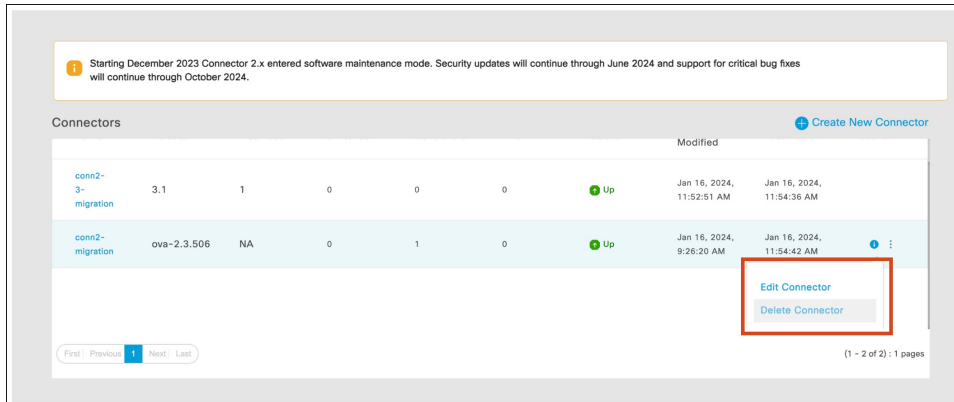 Starting December 2023 Connector 2.x entered software maintenance mode. Security updates will continue through June 2024 and support for critical bug fixes
will continue through October 2024.
Connectors
Create New Connector
Modified
conn2-
3-
migration
3.1 1 0 0 0 Up
Jan 16, 2024,
11:52:51 AM
Jan 16, 2024,
11:54:36 AM
conn2-
migration
ova-2.3.506 NA 0 1 0 Up
Jan 16, 2024,
9:26:20 AM
Jan 16, 2024,
11:54:42 AM
Edit Connector
Delete Connector
First Previous 1 Next Last
(1 - 2 of 2) : 1 pages